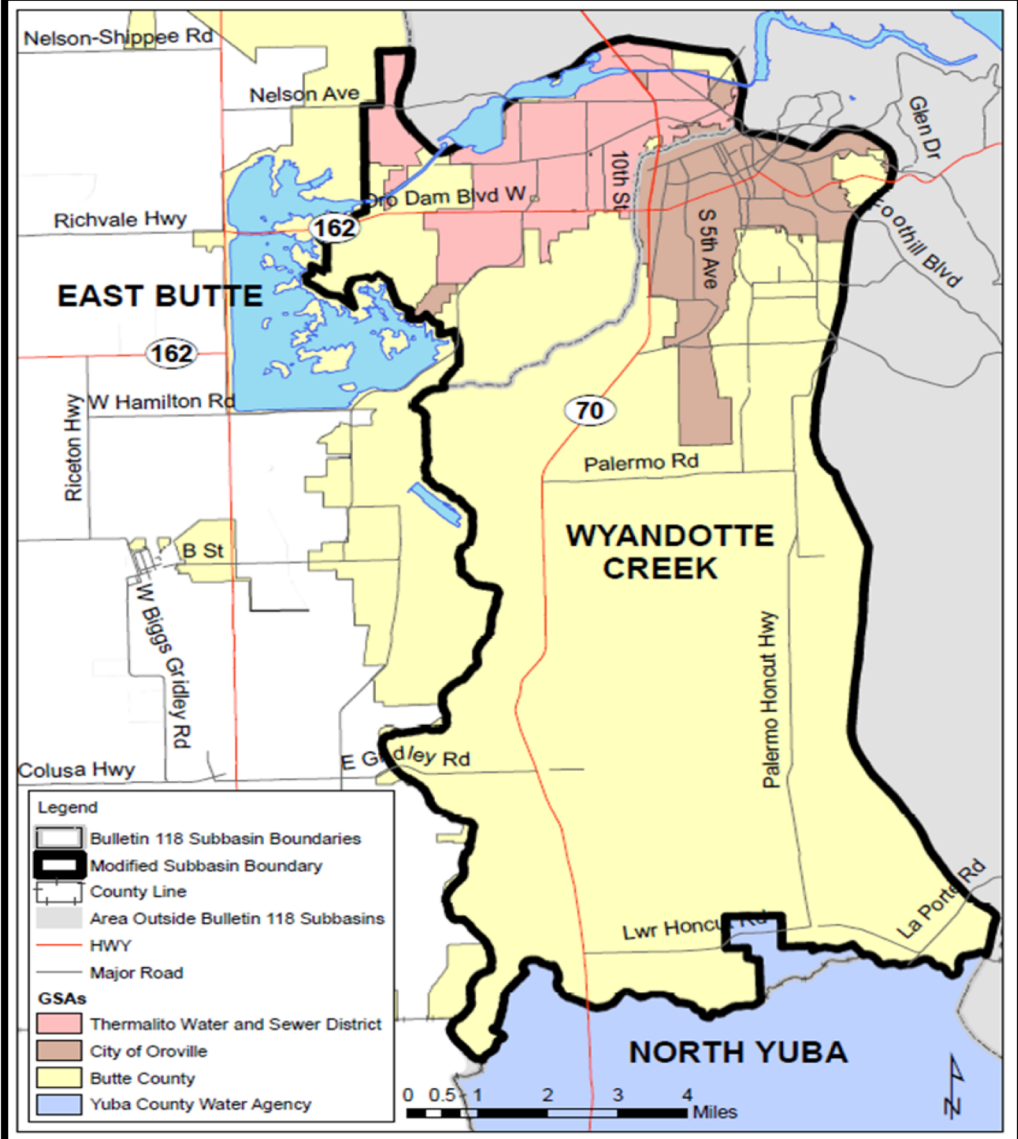 Nelson-Shippee Rd
Nelson Ave
Glen Dr
10th St
Oro Dam Blvd W
Richvale Hwy
162
S 5th Ave
Foothill Blvd
EAST BUTTE
162
W Hamilton Rd
Riceton Hwy
70
Palermo Rd
WYANDOTTE
CREEK
B St
W Biggs Gridley Rd
Palermo Honcut Hwy
E Gridley Rd
Colusa Hwy
Legend
Bulletin 118 Subbasin Boundaries
Modified Subbasin Boundary
County Line
Area Outside Bulletin 118 Subbasins
HWY
Major Road
GSAs
Thermalito Water and Sewer District
City of Oroville
Butte County
Yuba County Water Agency
La Porte Rd
Lwr Honcut Rd
NORTH YUBA
0 0.5 1 2 3 4
Miles
N